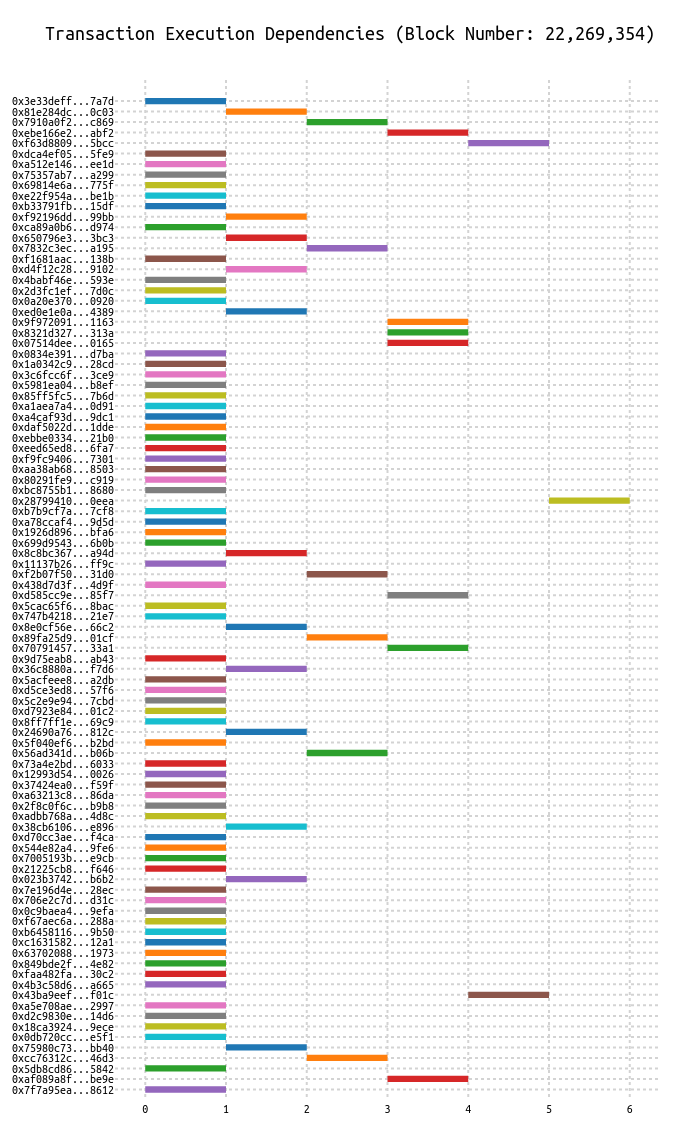 Transaction Execution Dependencies (Block Number: 22,269,354)
0x3e33deff...7a7d
0x81e284dc...0c03
0x7910a0f2...c869
0xebe166e2...abf2
0xf63d8809...5bcc
0xdca4ef05...5fe9
0xa512e146...ee1d
0x75357ab7...a299
0x69814e6a...775f
0xe22f954a...be1b
0xb33791fb...15df
0xf92196dd...99bb
0xca89a0b6...d974
0x650796e3...3bc3
0x7832c3ec...a195
0xf1681aac...138b
0xd4f12c28...9102
0x4babf46e...593e
0x2d3fc1ef...7d0c
0x0a20e370...0920
0xed0e1e0a...4389
0x9f972091...1163
0x8321d327...313a
0x07514dee...0165
0x0834e391...d7ba
0x1a0342c9...28cd
0x3c6fcc6f...3ce9
0x5981ea04...b8ef
0x85ff5fc5...7b6d
0xa1aea7a4...0d91
0xa4caf93d...9dc1
0xdaf5022d...1dde
0xebbe0334...21b0
0xeed65ed8...6fa7
0xf9fc9406...7301
0xaa38ab68...8503
0x80291fe9...c919
0xbc8755b1...8680
0x28799410...0eea
0xb7b9cf7a...7cf8
0xa78ccaf4...9d5d
0x1926d896...bfa6
0x699d9543...6b0b
0x8c8bc367...a94d
0x11137b26...ff9c
0xf2b07f50...31d0
0x438d7d3f...4d9f
0xd585cc9e...85f7
0x5cac65f6...8bac
0x747b4218...21e7
0x8e0cf56e...66c2
0x89fa25d9...01cf
0x70791457...33a1
0x9d75eab8...ab43
0x36c8880a...f7d6
0x5acfeee8...a2db
0xd5ce3ed8...57f6
0x5c2e9e94...7cbd
0xd7923e84...01c2
0x8ff7ff1e...69c9
0x24690a76...812c
0x5f040ef6...b2bd
0x56ad341d...b06b
0x73a4e2bd...6033
0x12993d54...0026
0x37424ea0...f59f
0xa63213c8...86da
0x2f8c0f6c...b9b8
0xadbb768a...4d8c
0x38cb6106...e896
0xd70cc3ae...f4ca
0x544e82a4...9fe6
0x7005193b...e9cb
0x21225cb8...f646
0x023b3742...b6b2
0x7e196d4e...28ec
0x706e2c7d...d31c
0x0c9baea4...9efa
0xf67aec6a...288a
0xb6458116...9b50
0xc1631582...12a1
0x63702088...1973
0x849bde2f...4e82
0xfaa482fa...30c2
0x4b3c58d6...a665
0x43ba9eef...f01c
0xa5e708ae...2997
0xd2c9830e...14d6
0x18ca3924...9ece
0x0db720cc...e5f1
0x75980c73...bb40
0xcc76312c...46d3
0x5db8cd86...5842
0xaf089a8f...be9e
0x7f7a95ea...8612
0 1 2 3 4 5 6